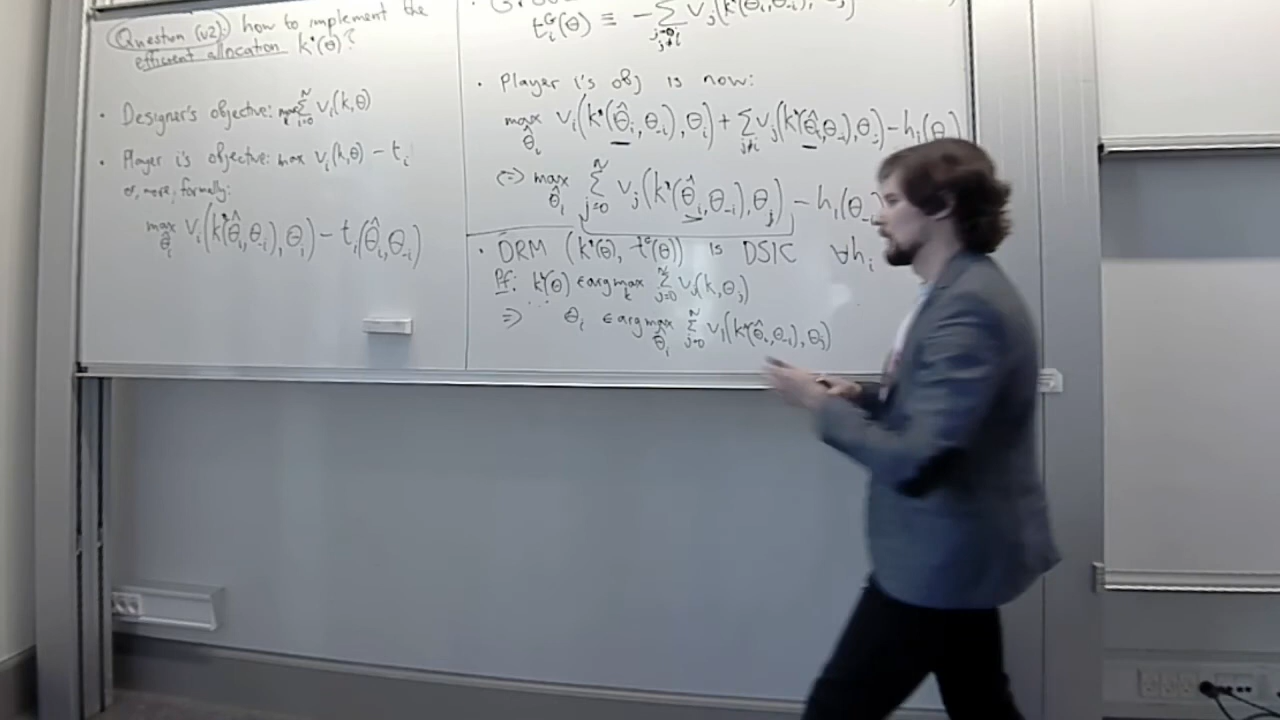 Question (v2): how to implement the
efficient allocation k*(θ)?
• Designer's objective: max_k Σ_{i=0}^N v_i(k,θ)
• Player i's objective: max v_i(k,θ) - t_i
or, more, formally:
max_{θ̂_i} v_i(k*(θ̂_i,θ_{-i}),θ_i) - t_i(θ̂_i,θ_{-i})
t_i^G(θ) ≡ - Σ_{j=0, j≠i} v_j(k*(θ_i,θ_{-i}),
• Player i's obj is now:
max_{θ̂_i} v_i(k*(θ̂_i,θ_{-i}),θ_i) + Σ_{j≠i} v_j(k*(θ̂_i,θ_{-i}),θ_j) - h_i(θ
⇔ max_{θ̂_i} Σ_{j=0}^N v_j(k*(θ̂_i,θ_{-i}),θ_j) - h_i(θ_{-i}
• DRM (k*(θ), t^G(θ)) is DSIC ∀h_i
Pf: k*(θ) ∈ argmax_k Σ_{j=0}^N v_j(k,θ_j)
⇒ θ_i ∈ argmax_{θ̂_i} Σ_{j=0}^N v_j(k*(θ̂_i,θ_{-i}),θ_j)